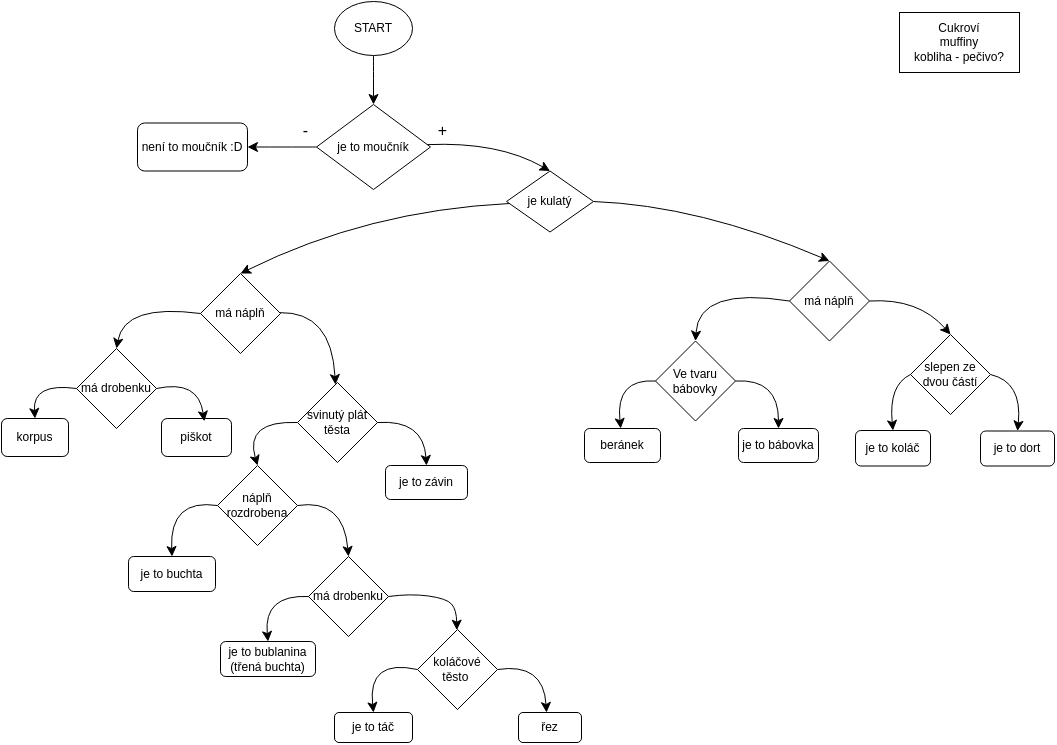 START
Cukroví
muffiny
kobliha - pečivo?
-
+
není to moučník :D
je to moučník
je kulatý
má náplň
má náplň
má drobenku
Ve tvaru
bábovky
slepen ze
dvou částí
svinutý plát
těsta
korpus
piškot
beránek
je to bábovka
je to koláč
je to dort
je to závin
náplň
rozdrobena
je to buchta
má drobenku
je to bublanina
(třená buchta)
koláčové
těsto
je to táč
řez